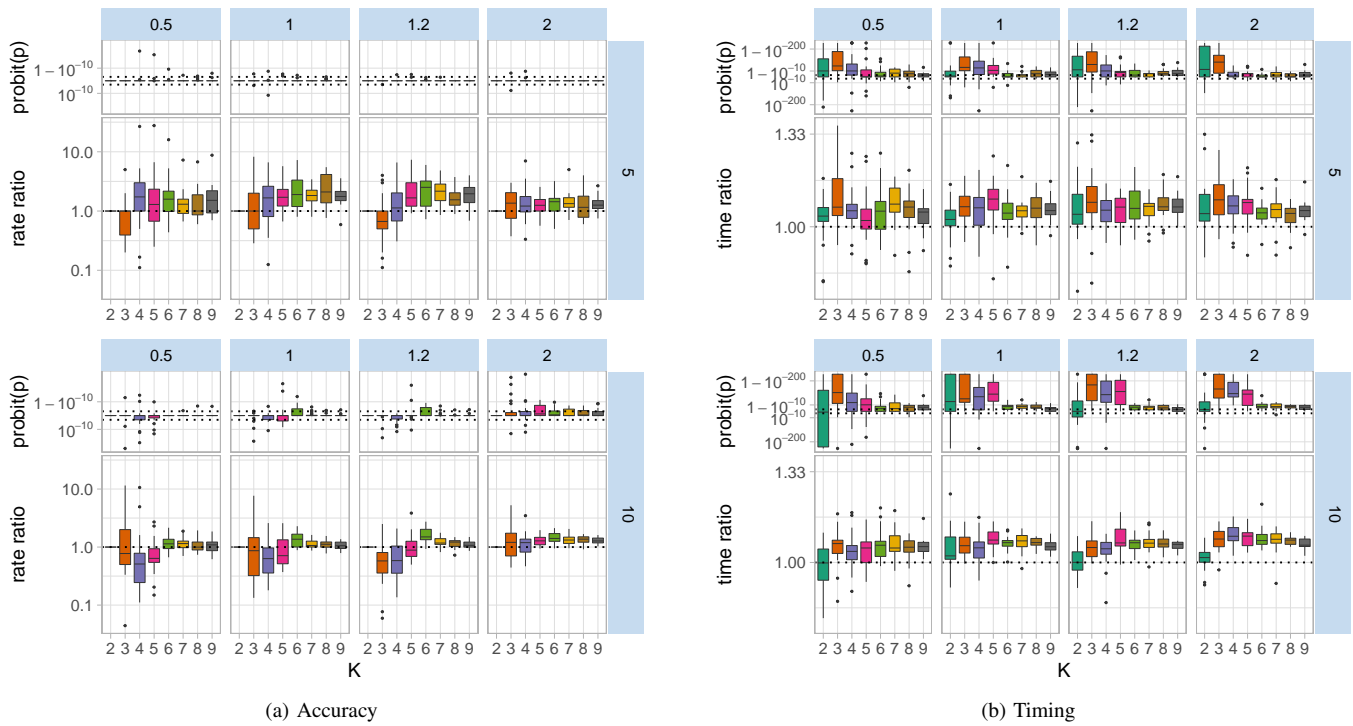 0.5 1 1.2 2
probit(p)
1 − 10⁻¹⁰
10⁻¹⁰
rate ratio
10.0
1.0
0.1
5
2 3 4 5 6 7 8 9 2 3 4 5 6 7 8 9 2 3 4 5 6 7 8 9 2 3 4 5 6 7 8 9
0.5 1 1.2 2
probit(p)
1 − 10⁻¹⁰
10⁻¹⁰
rate ratio
10.0
1.0
0.1
10
2 3 4 5 6 7 8 9 2 3 4 5 6 7 8 9 2 3 4 5 6 7 8 9 2 3 4 5 6 7 8 9
K
(a) Accuracy
0.5 1 1.2 2
probit(p)
1 − 10⁻²⁰⁰
1 − 10⁻¹⁰
10⁻¹⁰
10⁻²⁰⁰
time ratio
1.33
1.00
5
2 3 4 5 6 7 8 9 2 3 4 5 6 7 8 9 2 3 4 5 6 7 8 9 2 3 4 5 6 7 8 9
0.5 1 1.2 2
probit(p)
1 − 10⁻²⁰⁰
1 − 10⁻¹⁰
10⁻¹⁰
10⁻²⁰⁰
time ratio
1.33
1.00
10
2 3 4 5 6 7 8 9 2 3 4 5 6 7 8 9 2 3 4 5 6 7 8 9 2 3 4 5 6 7 8 9
K
(b) Timing